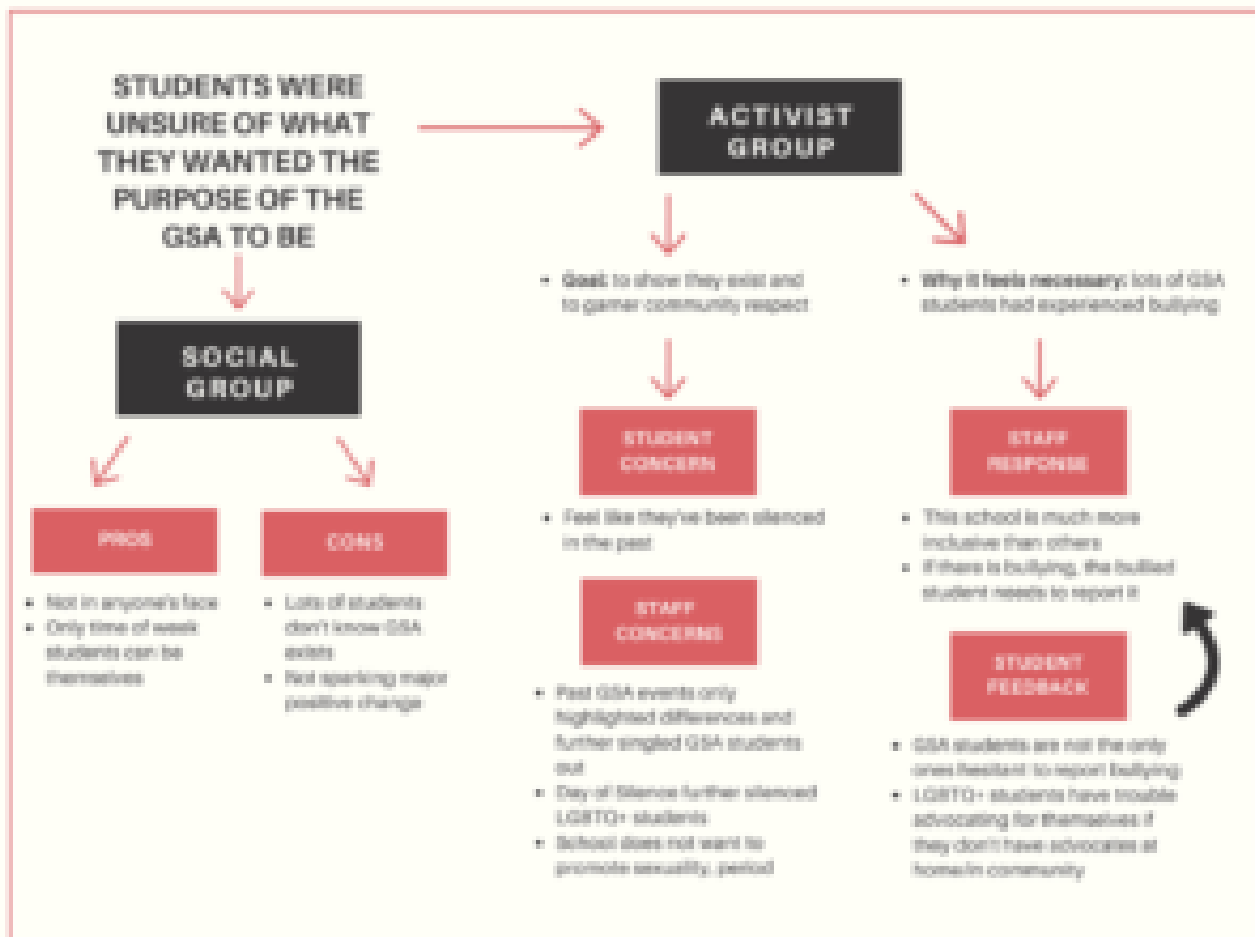 STUDENTS WERE
UNSURE OF WHAT
THEY WANTED THE
PURPOSE OF THE
GSA TO BE
SOCIAL
GROUP
PROS
• Not in anyone's face
• Only time of week
students can be
themselves
CONS
• Lots of students
don't know GSA
exists
• Not sparking major
positive change
ACTIVIST
GROUP
• Goal: to show they exist and
to garner community respect
STUDENT
CONCERN
• Feel like they've been silenced
in the past
STAFF
CONCERNS
• Past GSA events only
highlighted differences and
further singled GSA students
out
• Day of Silence further silenced
LGBTQ+ students
• School does not want to
promote sexuality, period
• Why it feels necessary: lots of GSA
students had experienced bullying
STAFF
RESPONSE
• This school is much more
inclusive than others
• If there is bullying, the bullied
student needs to report it
STUDENT
FEEDBACK
• GSA students are not the only
ones hesitant to report bullying
• LGBTQ+ students have trouble
advocating for themselves if
they don't have advocates at
home/in community